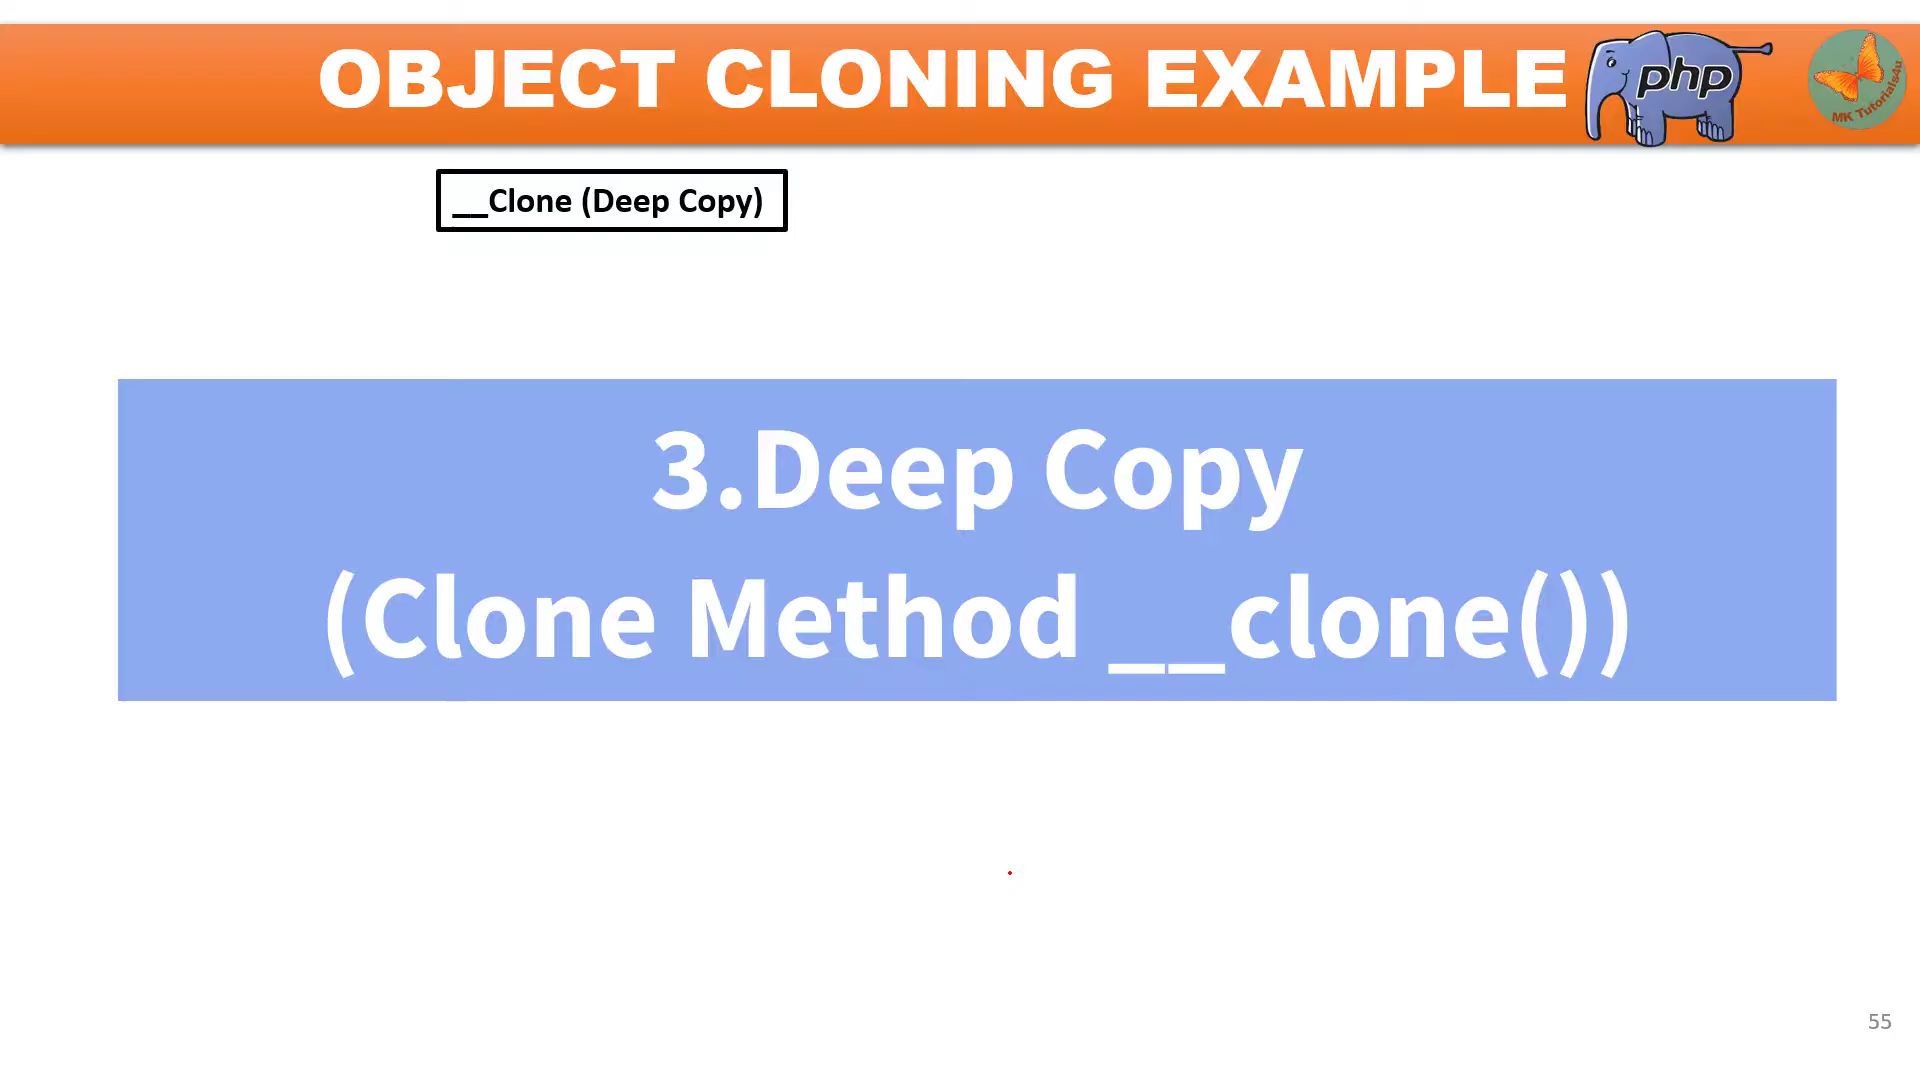 OBJECT CLONING EXAMPLE
php
MK Tutorials4u
__Clone (Deep Copy)
3.Deep Copy
(Clone Method __clone())
55